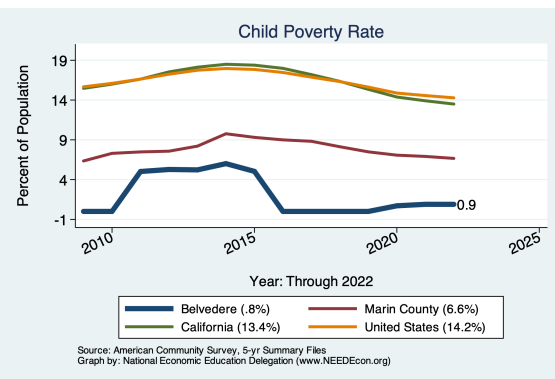 Child Poverty Rate
Percent of Population
19
14
9
4
-1
0.9
2010
2015
2020
2025
Year: Through 2022
Belvedere (.8%)
Marin County (6.6%)
California (13.4%)
United States (14.2%)
Source: American Community Survey, 5-yr Summary Files
Graph by: National Economic Education Delegation (www.NEEDEcon.org)